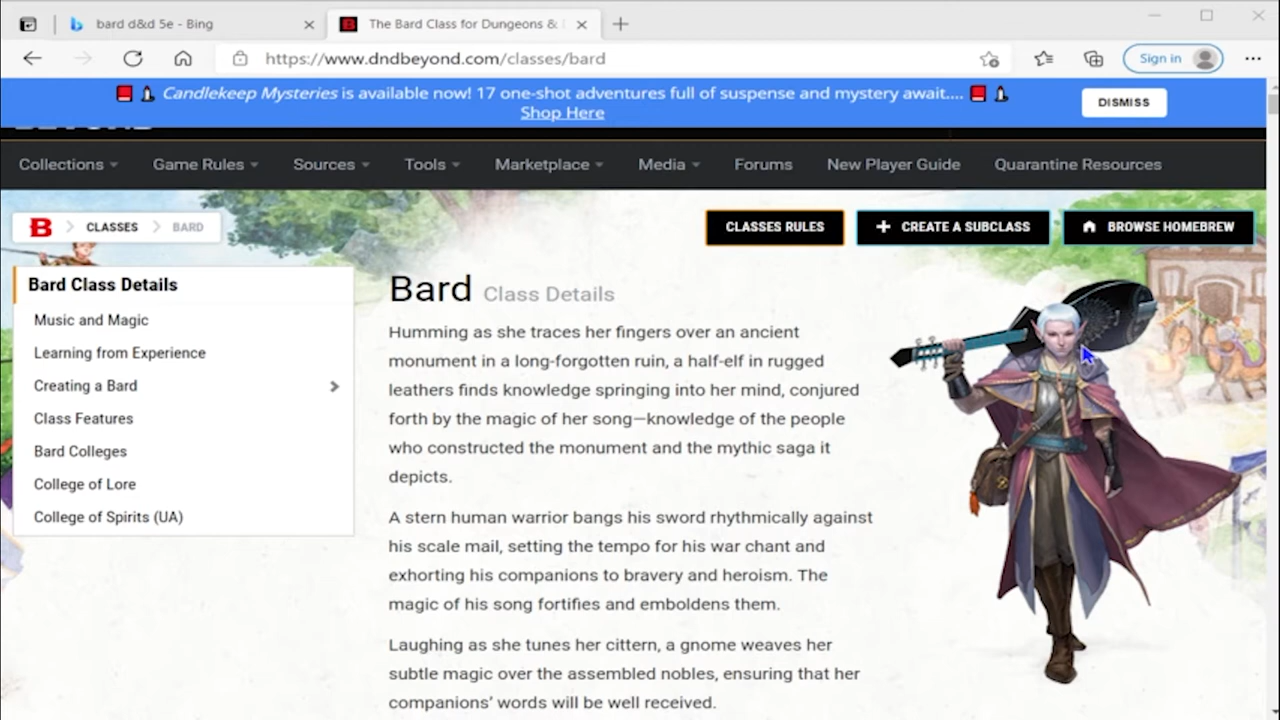 bard d&d 5e - Bing
The Bard Class for Dungeons &
https://www.dndbeyond.com/classes/bard
Sign in
Candlekeep Mysteries is available now! 17 one-shot adventures full of suspense and mystery await....
Shop Here
DISMISS
Collections
Game Rules
Sources
Tools
Marketplace
Media
Forums
New Player Guide
Quarantine Resources
B
CLASSES
BARD
CLASSES RULES
CREATE A SUBCLASS
BROWSE HOMEBREW
Bard Class Details
Music and Magic
Learning from Experience
Creating a Bard
Class Features
Bard Colleges
College of Lore
College of Spirits (UA)
Bard Class Details
Humming as she traces her fingers over an ancient
monument in a long-forgotten ruin, a half-elf in rugged
leathers finds knowledge springing into her mind, conjured
forth by the magic of her song—knowledge of the people
who constructed the monument and the mythic saga it
depicts.
A stern human warrior bangs his sword rhythmically against
his scale mail, setting the tempo for his war chant and
exhorting his companions to bravery and heroism. The
magic of his song fortifies and emboldens them.
Laughing as she tunes her cittern, a gnome weaves her
subtle magic over the assembled nobles, ensuring that her
companions' words will be well received.